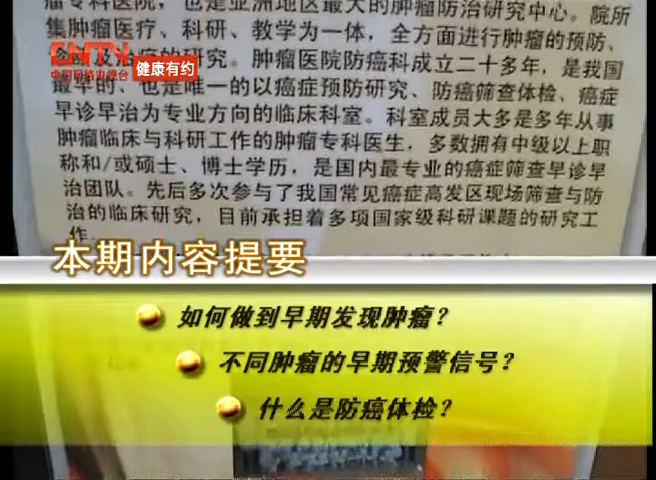 瘤专科医院，也是亚洲地区最大的肿瘤防治研究中心。院所
集肿瘤医疗、科研、教学为一体，全方面进行肿瘤的预防、
的研究。肿瘤医院防癌科成立二十多年，是我国
CNTV
中国网络电视台
健康有约
最早的、也是唯一的以癌症预防研究、防癌筛查体检、癌症
早诊早治为专业方向的临床科室。科室成员大多是多年从事
肿瘤临床与科研工作的肿瘤专科医生，多数拥有中级以上职
称和/或硕士、博士学历，是国内最专业的癌症筛查早诊早
治团队。先后多次参与了我国常见癌症高发区现场筛查与防
治的临床研究，目前承担着多项国家级科研课题的研究工
作。
本期内容提要
如何做到早期发现肿瘤？
不同肿瘤的早期预警信号？
什么是防癌体检？